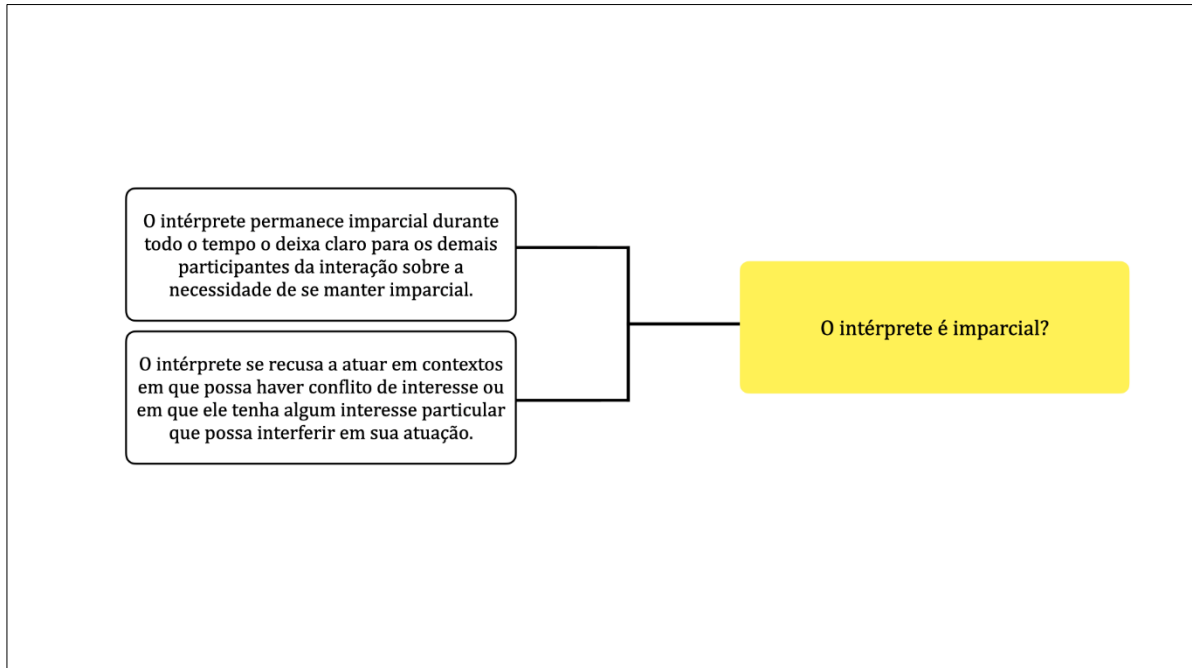 O intérprete permanece imparcial durante
todo o tempo o deixa claro para os demais
participantes da interação sobre a
necessidade de se manter imparcial.
O intérprete se recusa a atuar em contextos
em que possa haver conflito de interesse ou
em que ele tenha algum interesse particular
que possa interferir em sua atuação.
O intérprete é imparcial?